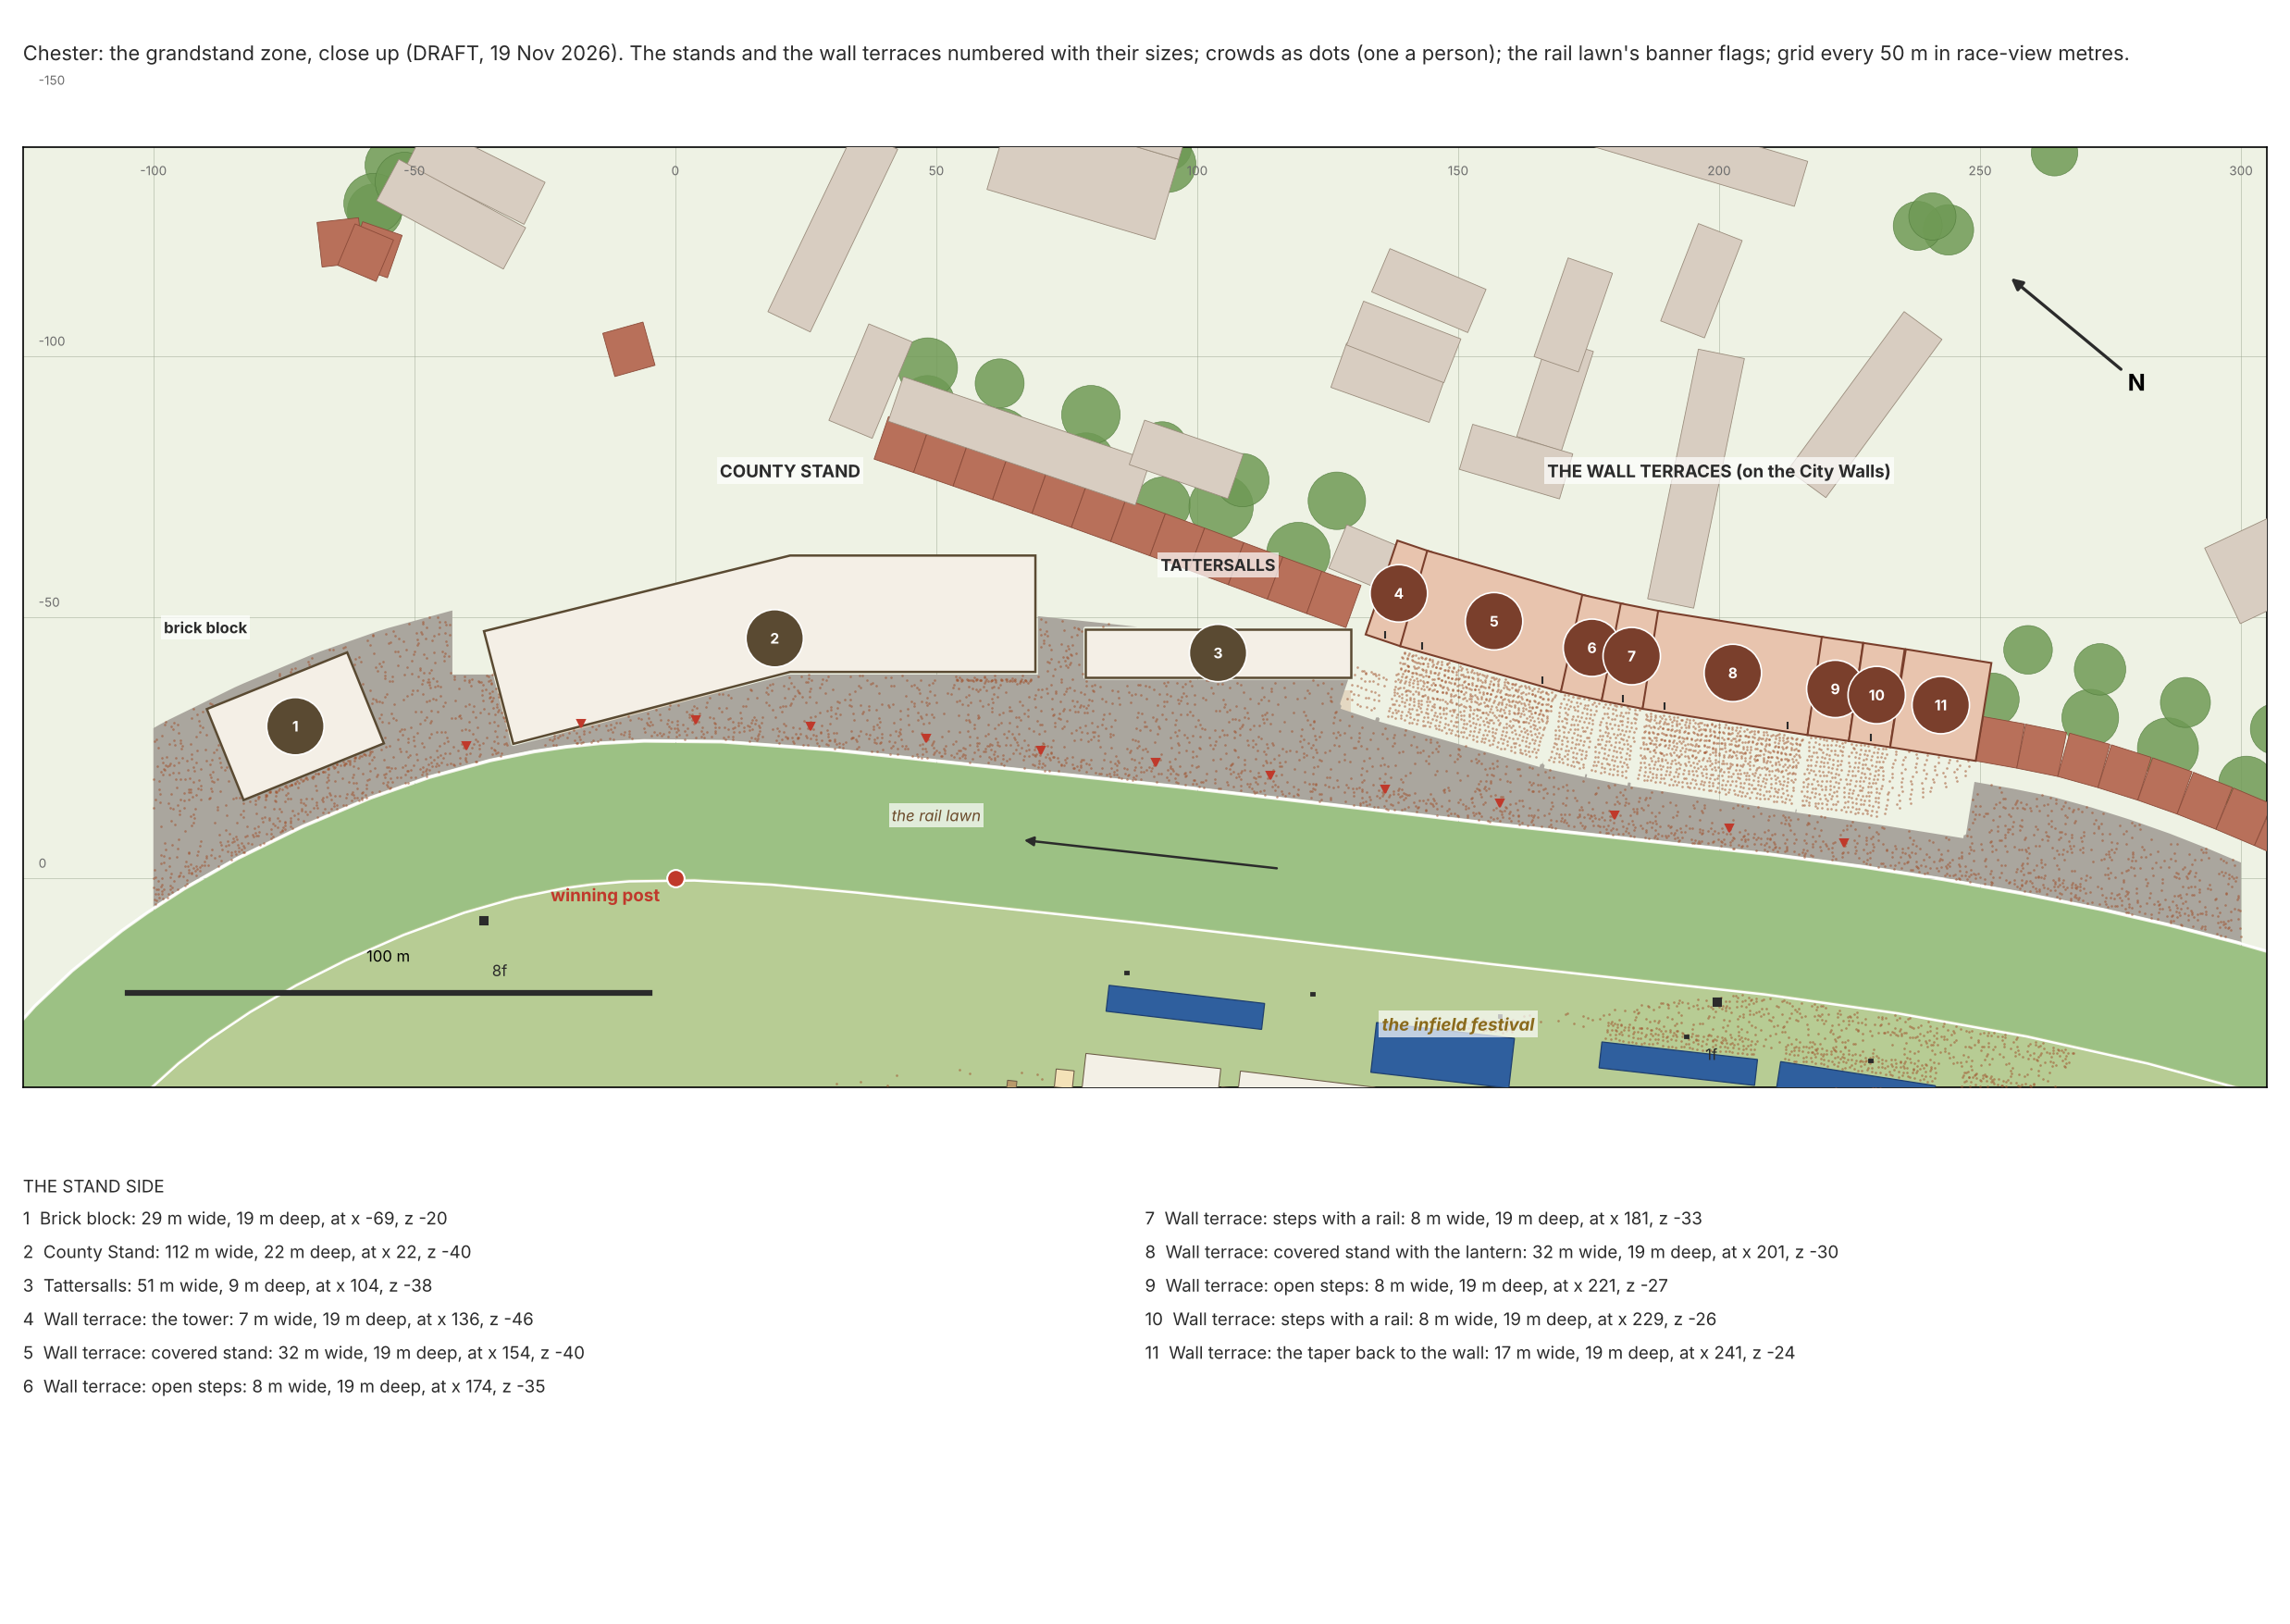 Chester: the grandstand zone, close up (DRAFT, 19 Nov 2026). The stands and the wall terraces numbered with their sizes; crowds as dots (one a person); the rail lawn's banner flags; grid every 50 m in race-view metres.
-150
-100
-50
0
50
100
150
200
250
300
-100
N
COUNTY STAND
THE WALL TERRACES (on the City Walls)
TATTERSALLS
-50
brick block
1
2
3
4
5
6
7
8
9
10
11
the rail lawn
0
winning post
100 m
8f
the infield festival
1f
THE STAND SIDE
1 Brick block: 29 m wide, 19 m deep, at x -69, z -20
2 County Stand: 112 m wide, 22 m deep, at x 22, z -40
3 Tattersalls: 51 m wide, 9 m deep, at x 104, z -38
4 Wall terrace: the tower: 7 m wide, 19 m deep, at x 136, z -46
5 Wall terrace: covered stand: 32 m wide, 19 m deep, at x 154, z -40
6 Wall terrace: open steps: 8 m wide, 19 m deep, at x 174, z -35
7 Wall terrace: steps with a rail: 8 m wide, 19 m deep, at x 181, z -33
8 Wall terrace: covered stand with the lantern: 32 m wide, 19 m deep, at x 201, z -30
9 Wall terrace: open steps: 8 m wide, 19 m deep, at x 221, z -27
10 Wall terrace: steps with a rail: 8 m wide, 19 m deep, at x 229, z -26
11 Wall terrace: the taper back to the wall: 17 m wide, 19 m deep, at x 241, z -24